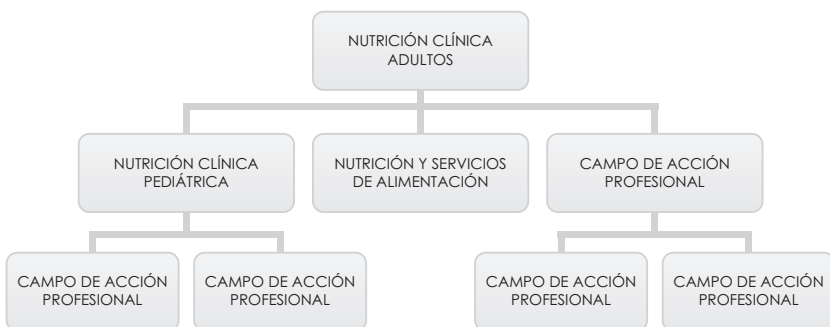 NUTRICIÓN CLÍNICA
ADULTOS
NUTRICIÓN CLÍNICA
PEDIÁTRICA
NUTRICIÓN Y SERVICIOS
DE ALIMENTACIÓN
CAMPO DE ACCIÓN
PROFESIONAL
CAMPO DE ACCIÓN
PROFESIONAL
CAMPO DE ACCIÓN
PROFESIONAL
CAMPO DE ACCIÓN
PROFESIONAL
CAMPO DE ACCIÓN
PROFESIONAL